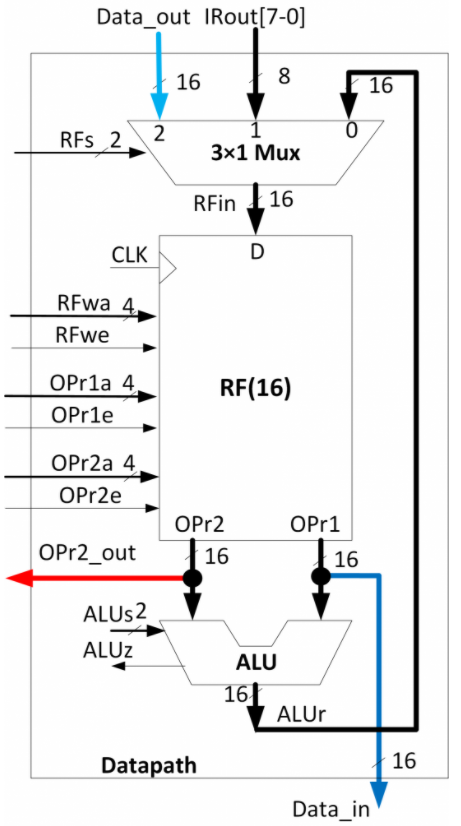 Data_out IRout[7-0]
16 8 16
2 1 0
RFs 2 3×1 Mux
RFin 16
D
CLK
RFwa 4
RFwe
OPr1a 4
RF(16)
OPr1e
OPr2a 4
OPr2e
OPr2 OPr1
OPr2_out 16 16
ALUs 2
ALUz ALU
16 ALUr
Datapath 16
Data_in